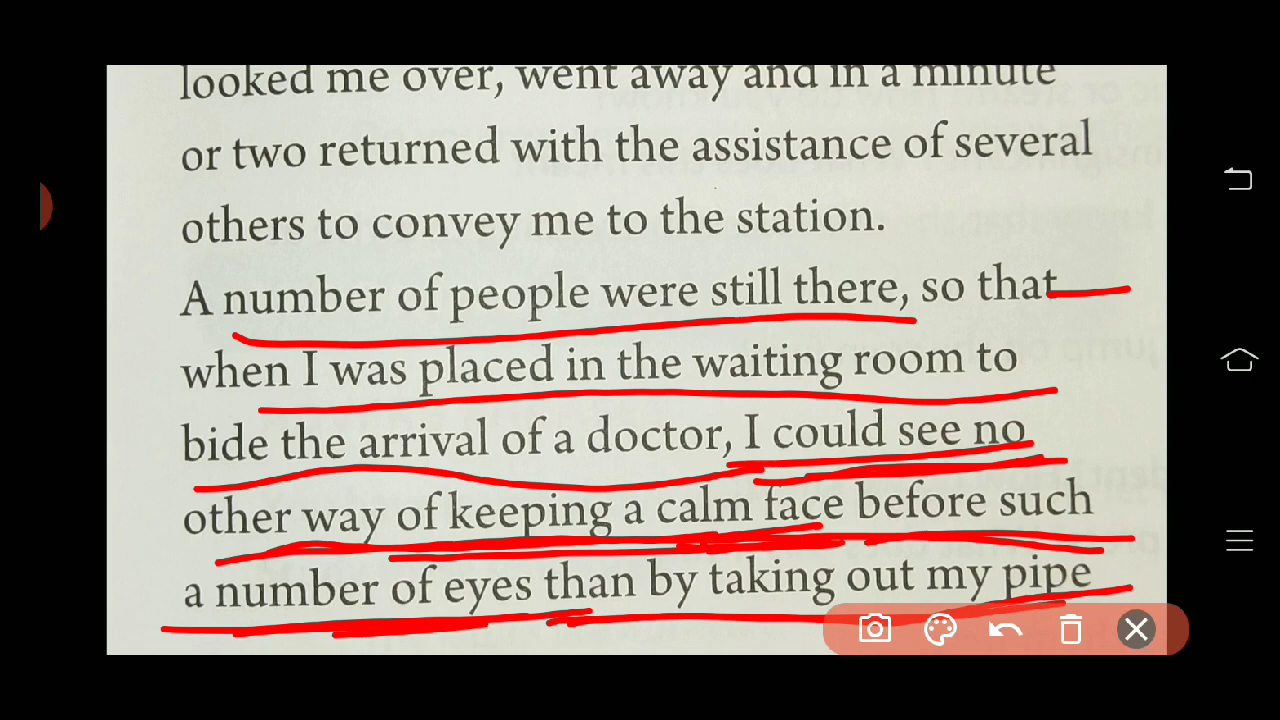 looked me over, went away and in a minute
or two returned with the assistance of several
others to convey me to the station.
A number of people were still there, so that
when I was placed in the waiting room to
bide the arrival of a doctor, I could see no
other way of keeping a calm face before such
a number of eyes than by taking out my pipe